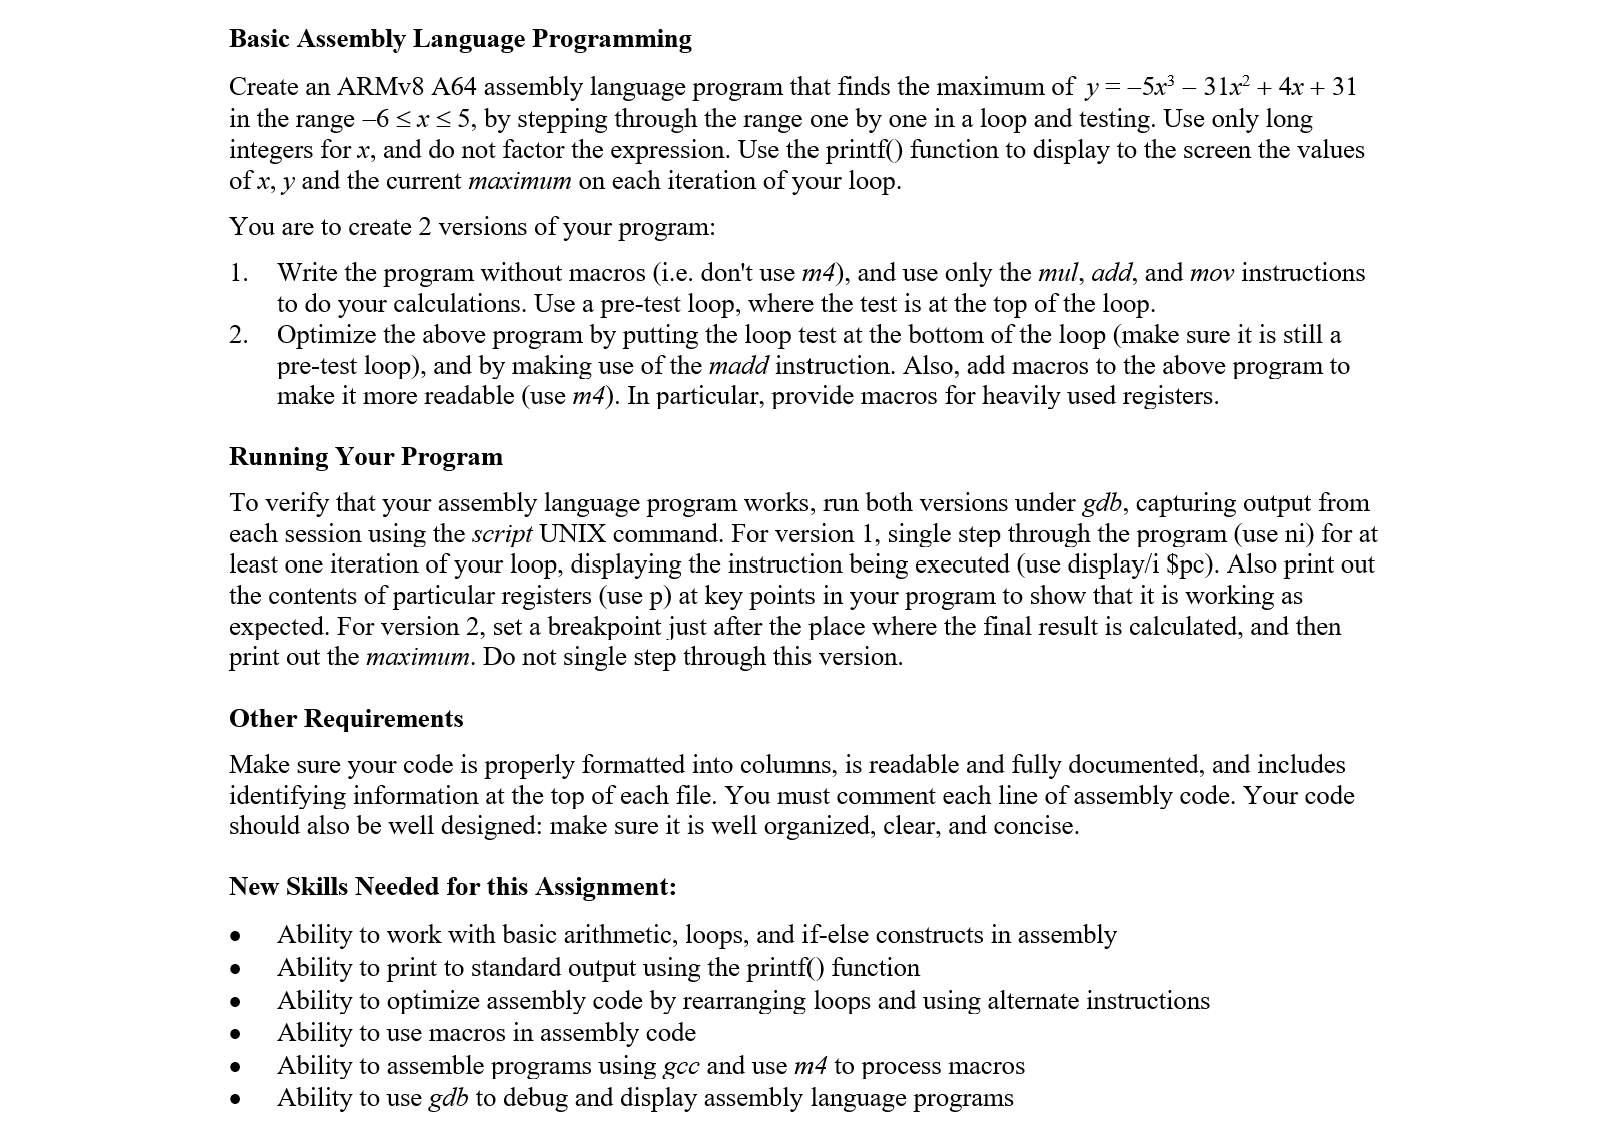 Basic Assembly Language Programming
Create an ARMv8 A64 assembly language program that finds the maximum of y = –5x³ – 31x² + 4x + 31
in the range –6 ≤ x ≤ 5, by stepping through the range one by one in a loop and testing. Use only long
integers for x, and do not factor the expression. Use the printf() function to display to the screen the values
of x, y and the current maximum on each iteration of your loop.
You are to create 2 versions of your program:
1. Write the program without macros (i.e. don't use m4), and use only the mul, add, and mov instructions
to do your calculations. Use a pre-test loop, where the test is at the top of the loop.
2. Optimize the above program by putting the loop test at the bottom of the loop (make sure it is still a
pre-test loop), and by making use of the madd instruction. Also, add macros to the above program to
make it more readable (use m4). In particular, provide macros for heavily used registers.
Running Your Program
To verify that your assembly language program works, run both versions under gdb, capturing output from
each session using the script UNIX command. For version 1, single step through the program (use ni) for at
least one iteration of your loop, displaying the instruction being executed (use display/i $pc). Also print out
the contents of particular registers (use p) at key points in your program to show that it is working as
expected. For version 2, set a breakpoint just after the place where the final result is calculated, and then
print out the maximum. Do not single step through this version.
Other Requirements
Make sure your code is properly formatted into columns, is readable and fully documented, and includes
identifying information at the top of each file. You must comment each line of assembly code. Your code
should also be well designed: make sure it is well organized, clear, and concise.
New Skills Needed for this Assignment:
• Ability to work with basic arithmetic, loops, and if-else constructs in assembly
• Ability to print to standard output using the printf() function
• Ability to optimize assembly code by rearranging loops and using alternate instructions
• Ability to use macros in assembly code
• Ability to assemble programs using gcc and use m4 to process macros
• Ability to use gdb to debug and display assembly language programs